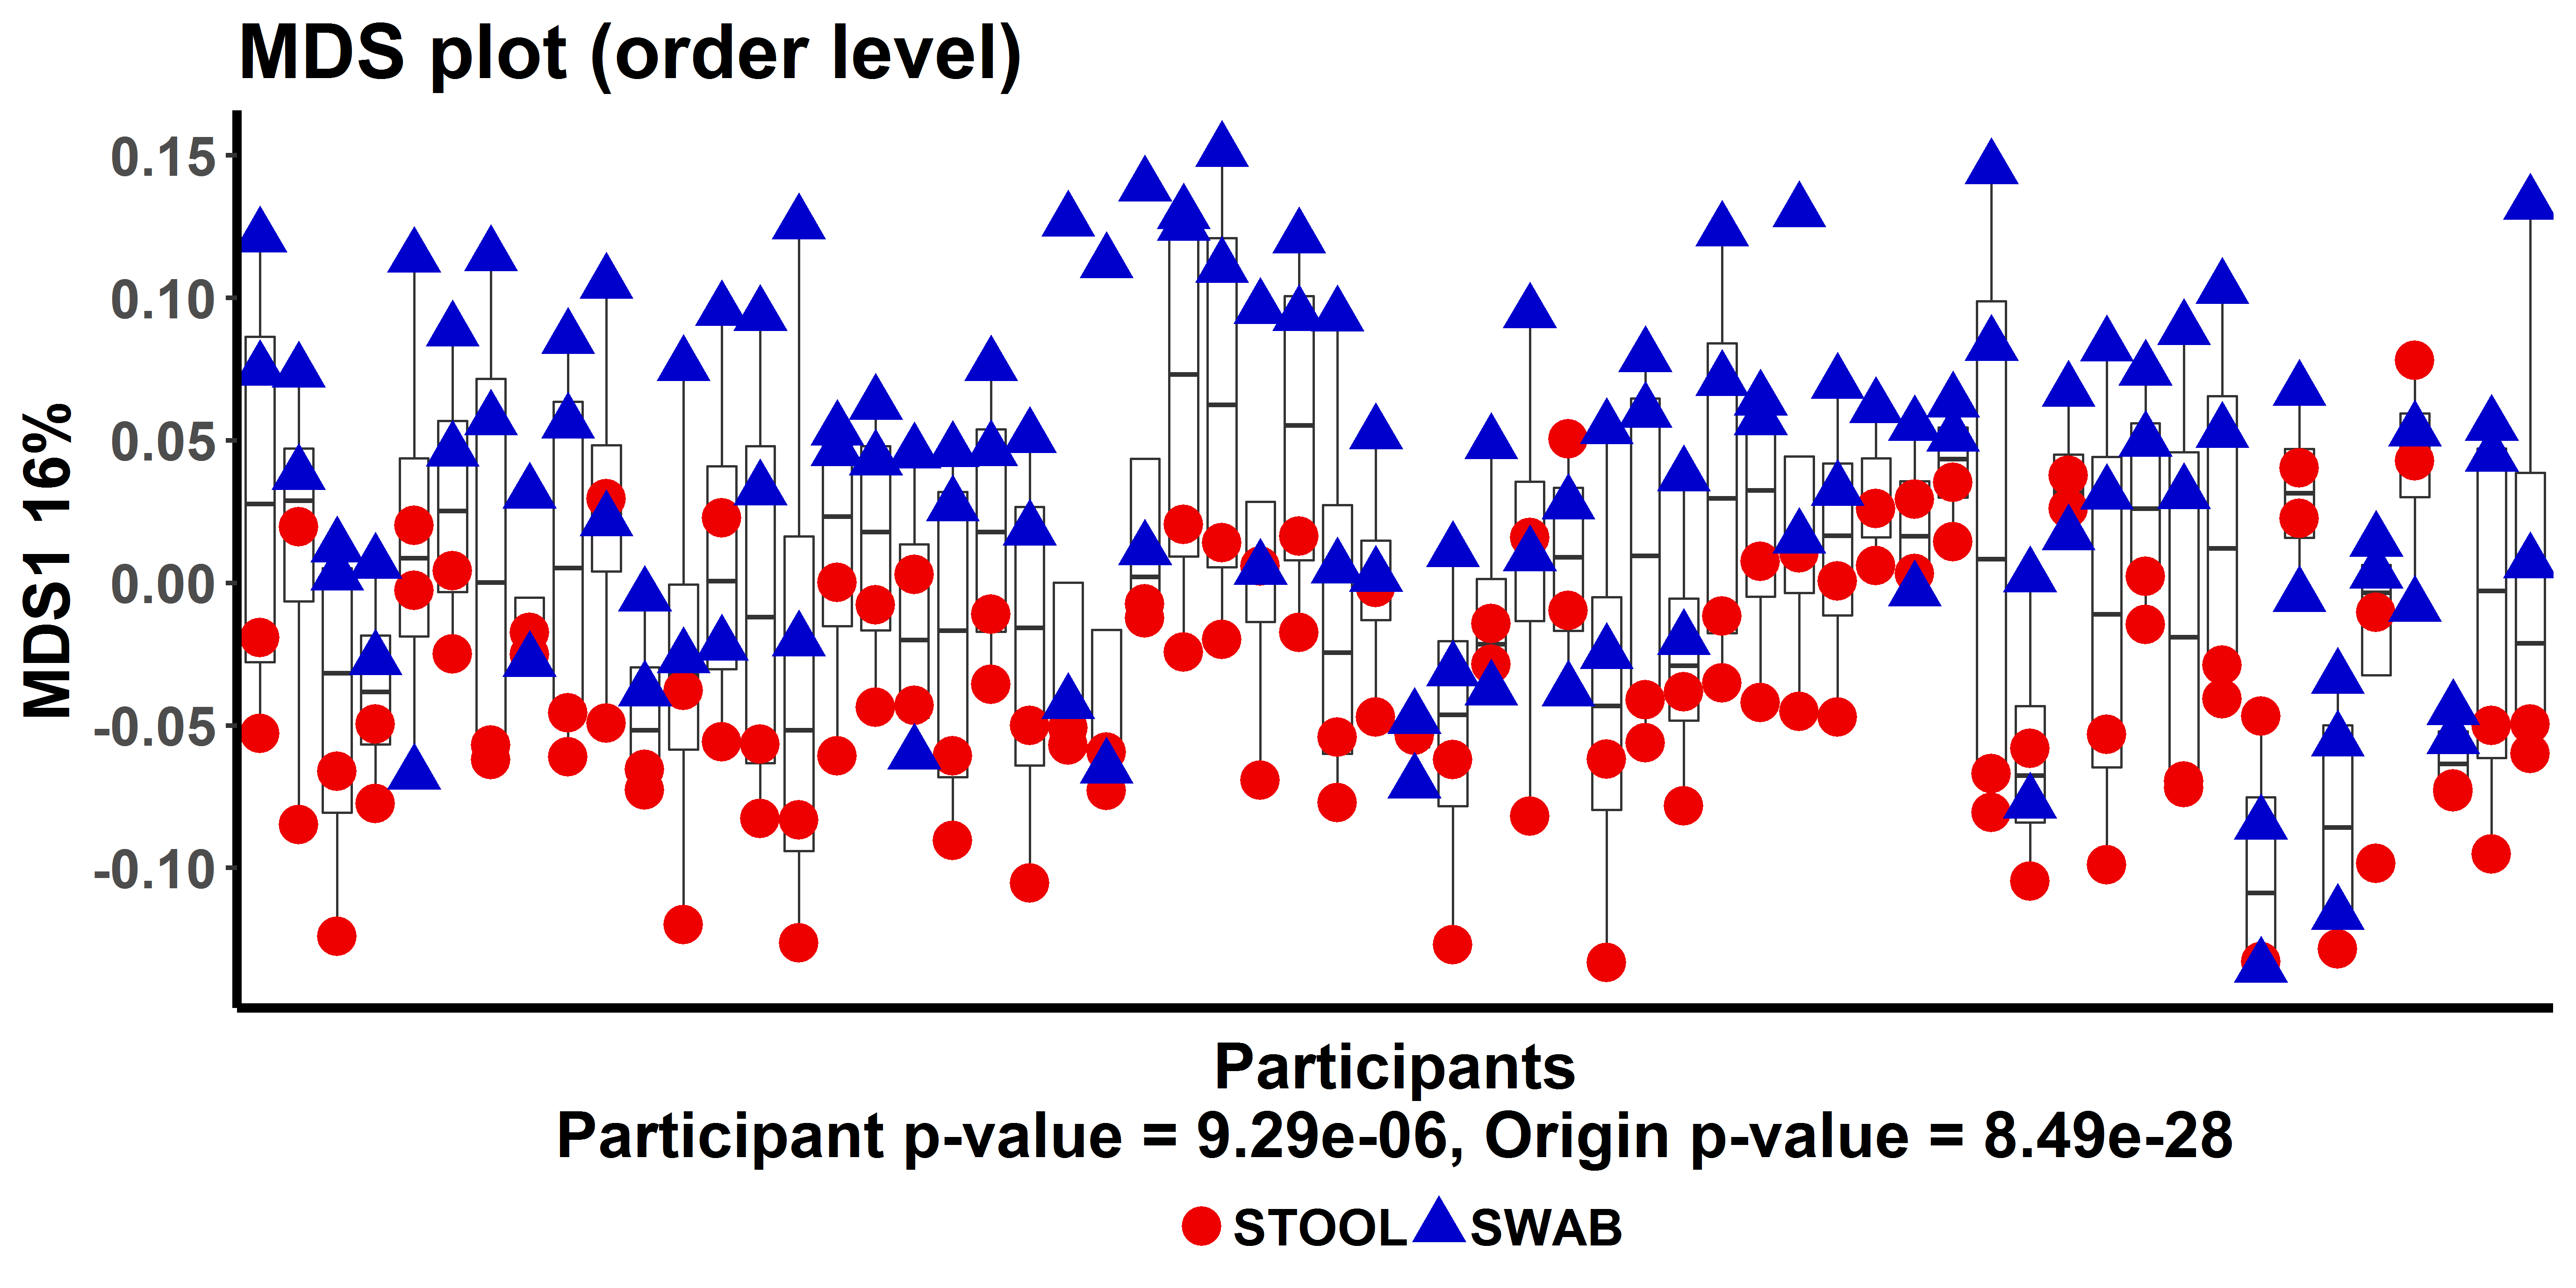 MDS plot (order level)
0.15
0.10
0.05
0.00
-0.05
-0.10
MDS1 16%
Participants
Participant p-value = 9.29e-06, Origin p-value = 8.49e-28
STOOL SWAB